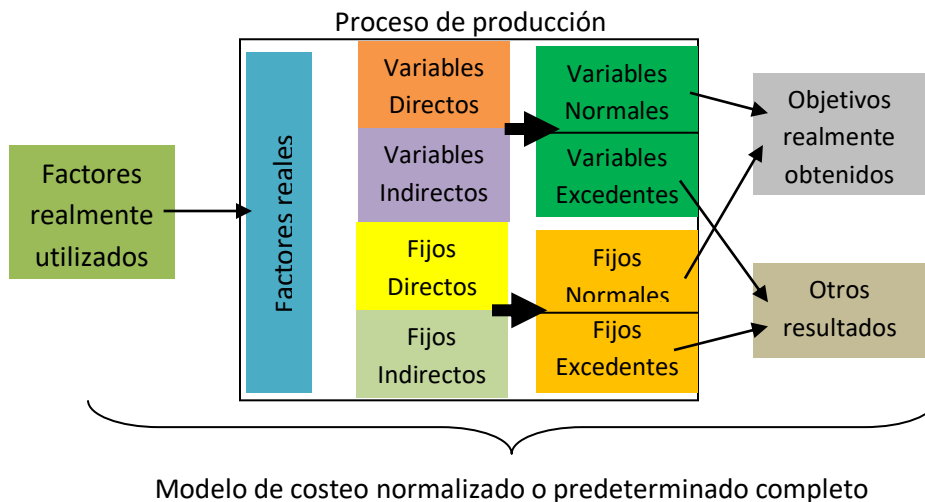 Proceso de producción
Factores
realmente
utilizados
Factores reales
Variables
Directos
Variables
Indirectos
Fijos
Directos
Fijos
Indirectos
Variables
Normales
Variables
Excedentes
Fijos
Normales
Fijos
Excedentes
Objetivos
realmente
obtenidos
Otros
resultados
Modelo de costeo normalizado o predeterminado completo